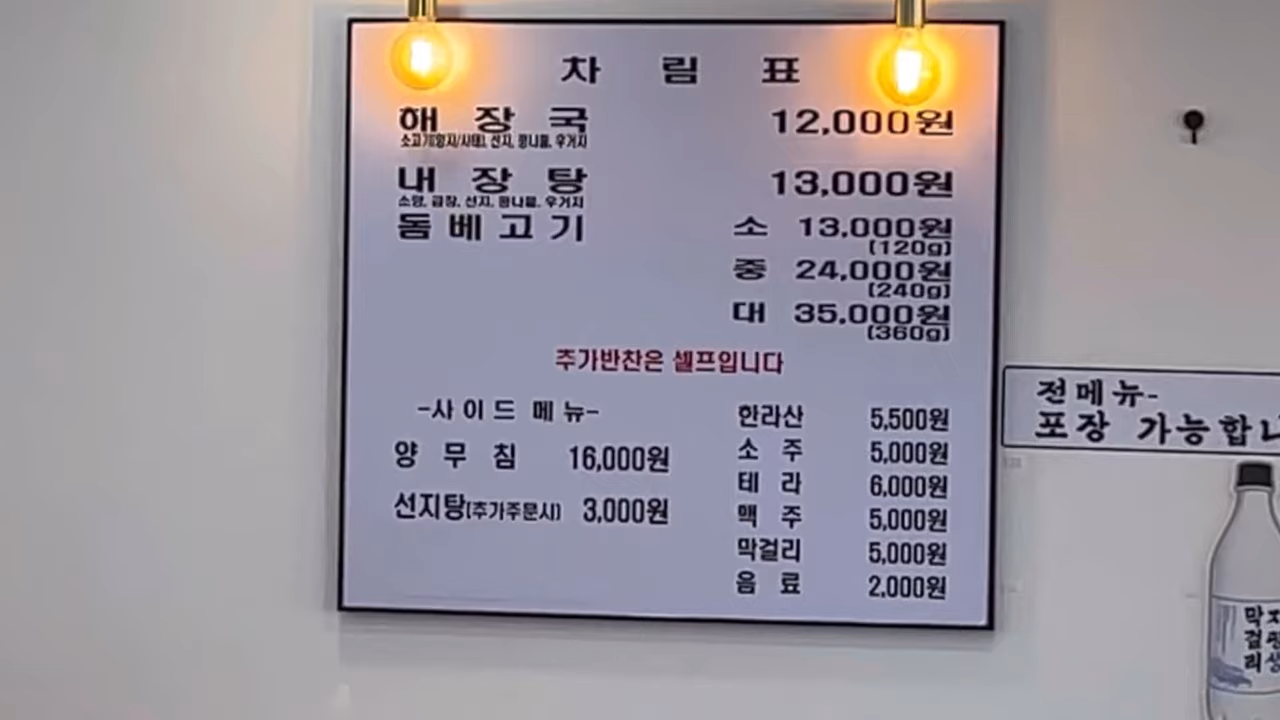 차 림 표
해 장 국 12,000원
소고기(양지/사태), 선지, 콩나물, 우거지
내 장 탕 13,000원
소양, 곱창, 선지, 콩나물, 우거지
돔 베 고 기 소 13,000원
(120g)
중 24,000원
(240g)
대 35,000원
(360g)
추가반찬은 셀프입니다
-사 이 드 메 뉴-
양 무 침 16,000원
선지탕(추가주문시) 3,000원
한라산 5,500원
소 주 5,000원
테 라 6,000원
맥 주 5,000원
막걸리 5,000원
음 료 2,000원
전메뉴-
포장 가능합니
막걸리